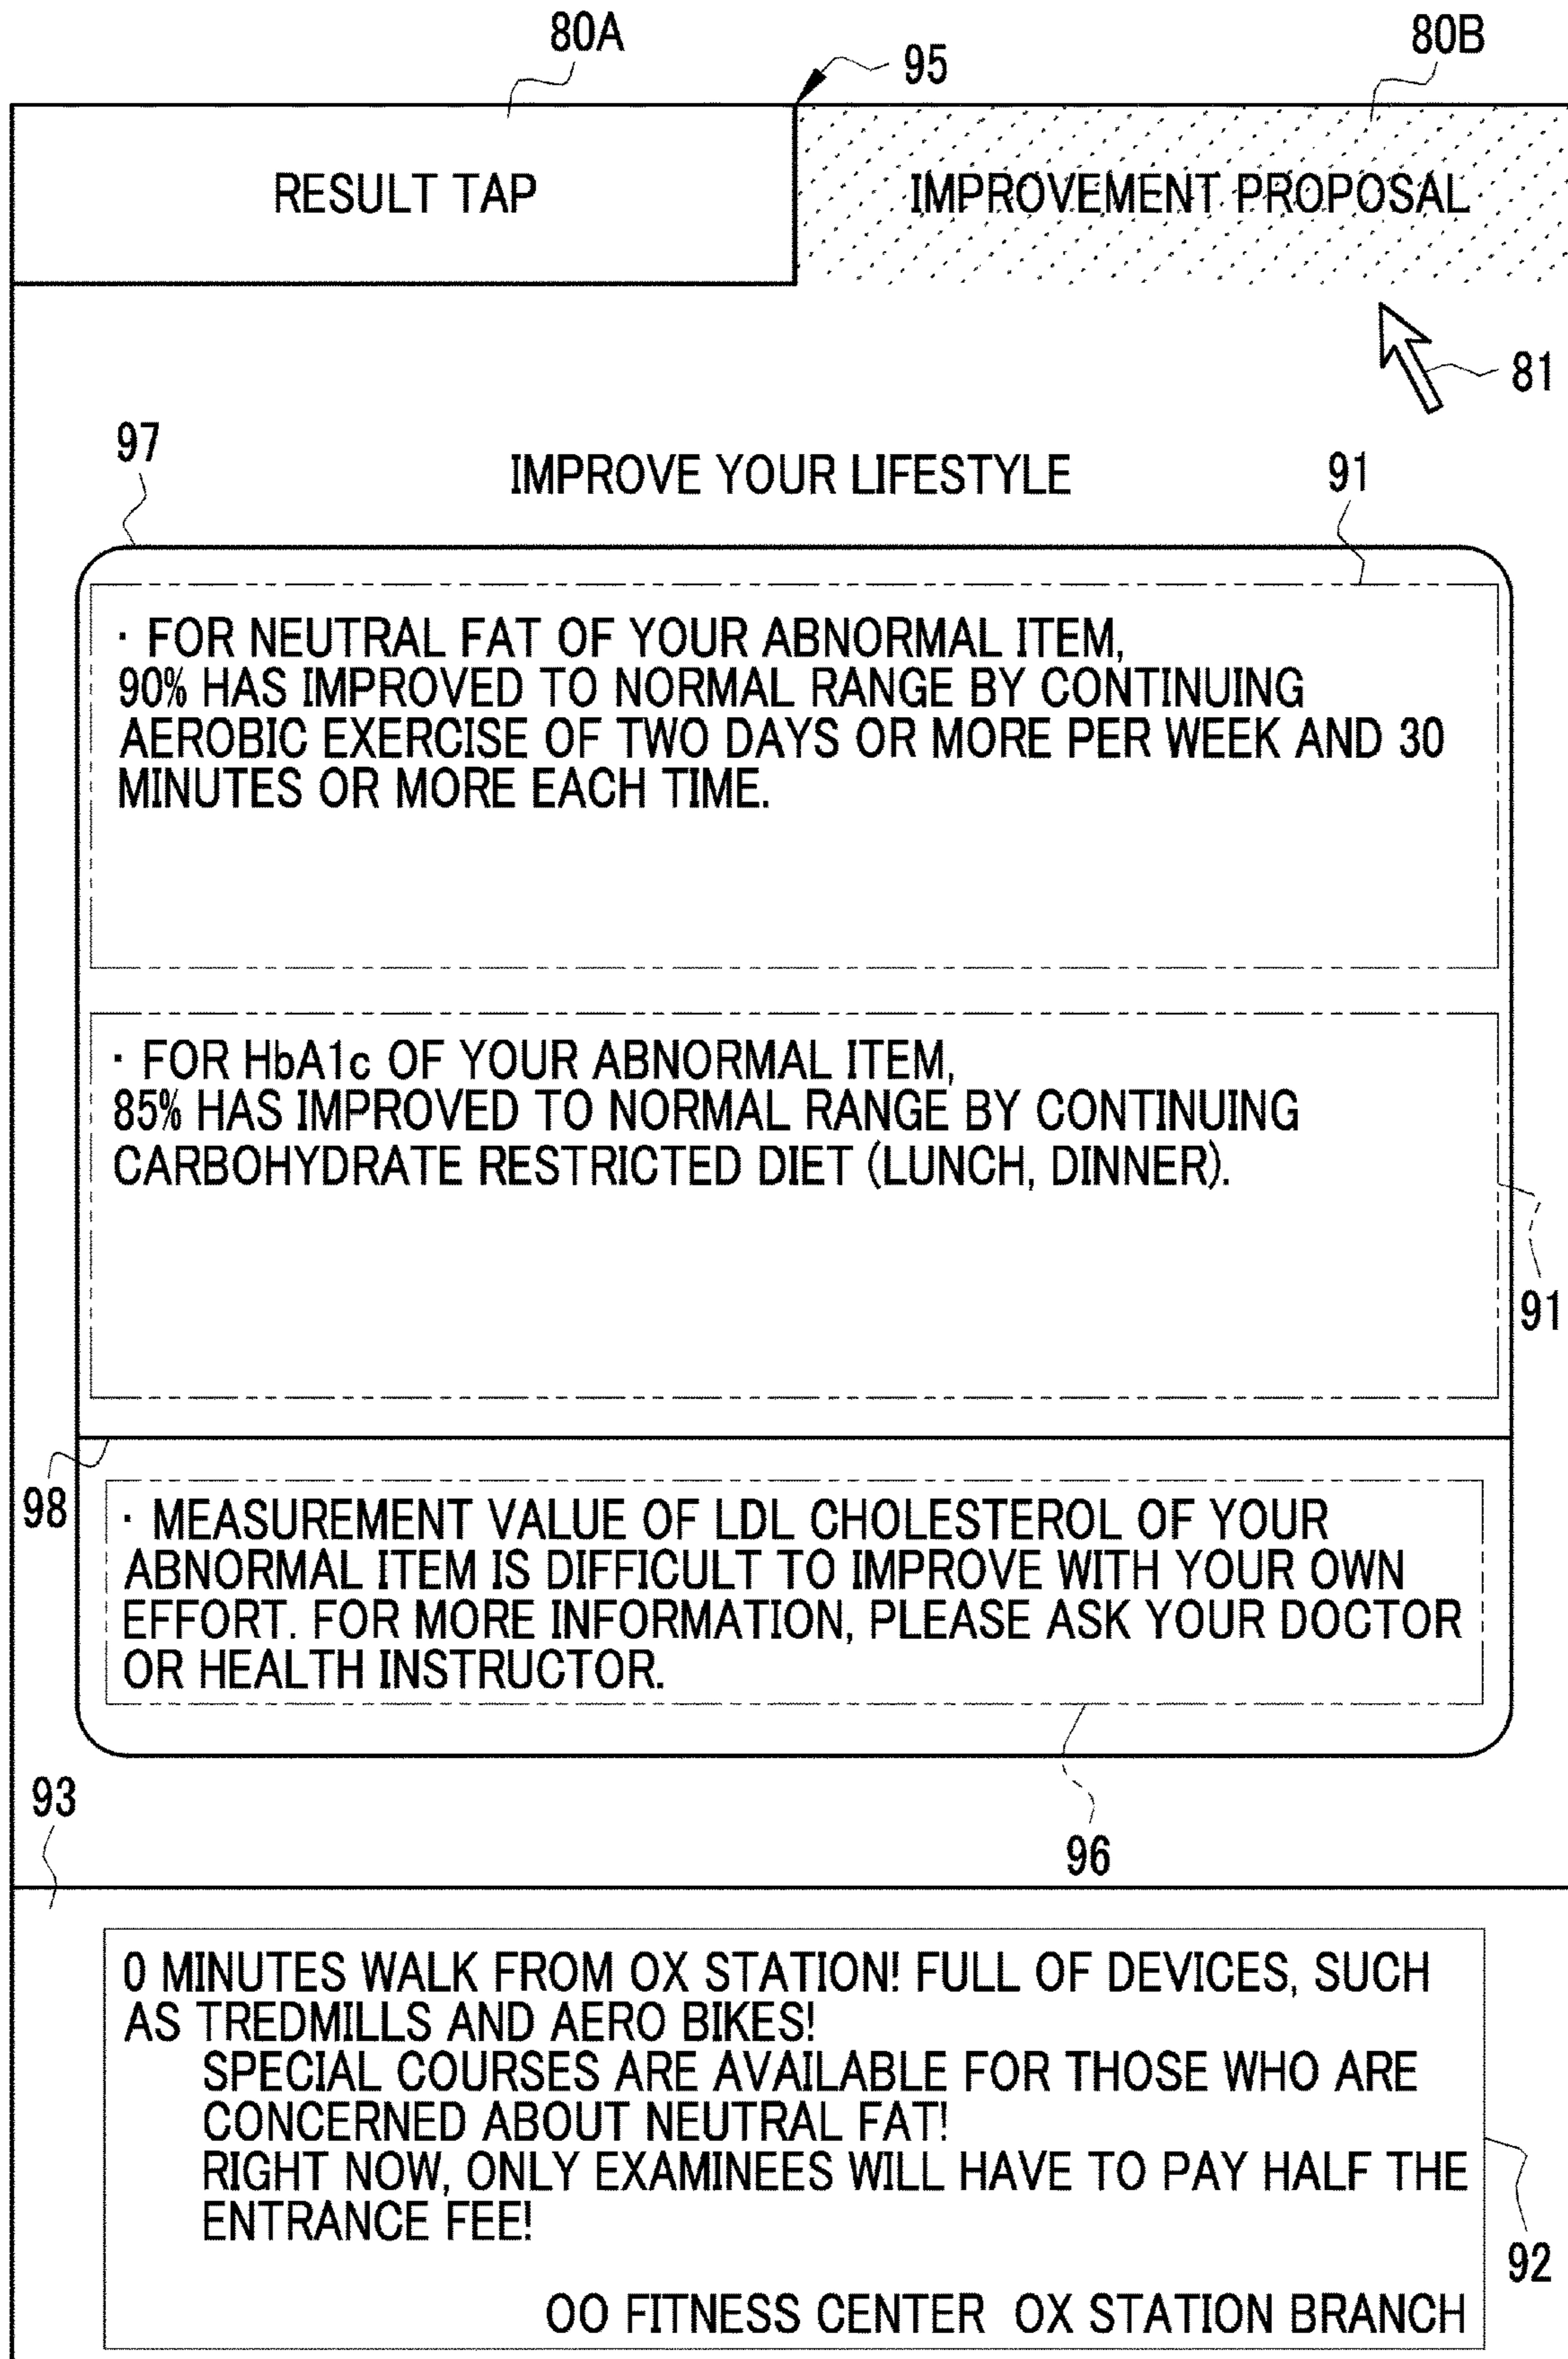 80A
95
80B
RESULT TAP
IMPROVEMENT PROPOSAL
81
97
IMPROVE YOUR LIFESTYLE
91
· FOR NEUTRAL FAT OF YOUR ABNORMAL ITEM,
90% HAS IMPROVED TO NORMAL RANGE BY CONTINUING
AEROBIC EXERCISE OF TWO DAYS OR MORE PER WEEK AND 30
MINUTES OR MORE EACH TIME.
· FOR HbA1c OF YOUR ABNORMAL ITEM,
85% HAS IMPROVED TO NORMAL RANGE BY CONTINUING
CARBOHYDRATE RESTRICTED DIET (LUNCH, DINNER).
91
98
· MEASUREMENT VALUE OF LDL CHOLESTEROL OF YOUR
ABNORMAL ITEM IS DIFFICULT TO IMPROVE WITH YOUR OWN
EFFORT. FOR MORE INFORMATION, PLEASE ASK YOUR DOCTOR
OR HEALTH INSTRUCTOR.
93
96
0 MINUTES WALK FROM OX STATION! FULL OF DEVICES, SUCH
AS TREDMILLS AND AERO BIKES!
SPECIAL COURSES ARE AVAILABLE FOR THOSE WHO ARE
CONCERNED ABOUT NEUTRAL FAT!
RIGHT NOW, ONLY EXAMINEES WILL HAVE TO PAY HALF THE
ENTRANCE FEE!
92
OO FITNESS CENTER OX STATION BRANCH